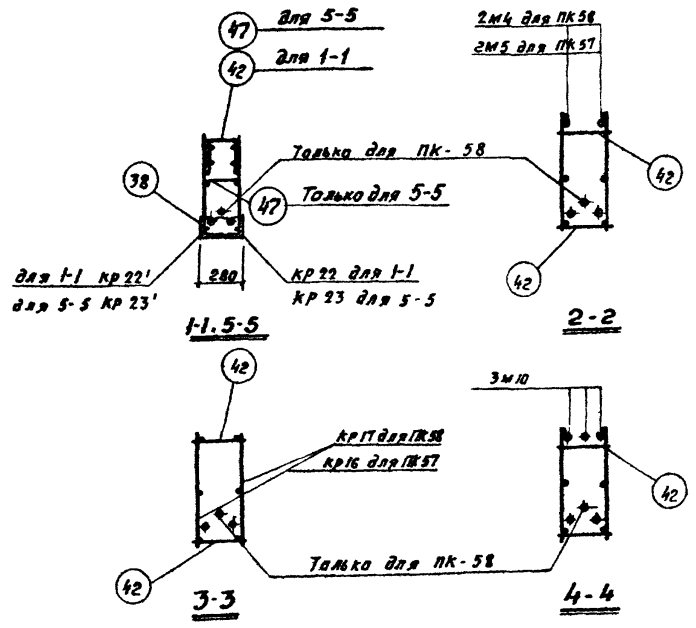 47 для 5-5
42 для 1-1
38
Только для ПК-58
47 Только для 5-5
для 1-1 кр 22'
для 5-5 кр 23'
280
кр 22 для 1-1
кр 23 для 5-5
1-1. 5-5
2м4 для ПК58
2м5 для ПК57
42
42
2-2
42
кр17 для ПК58
кр16 для ПК57
42
Только для ПК-58
3-3
3м10
42
4-4